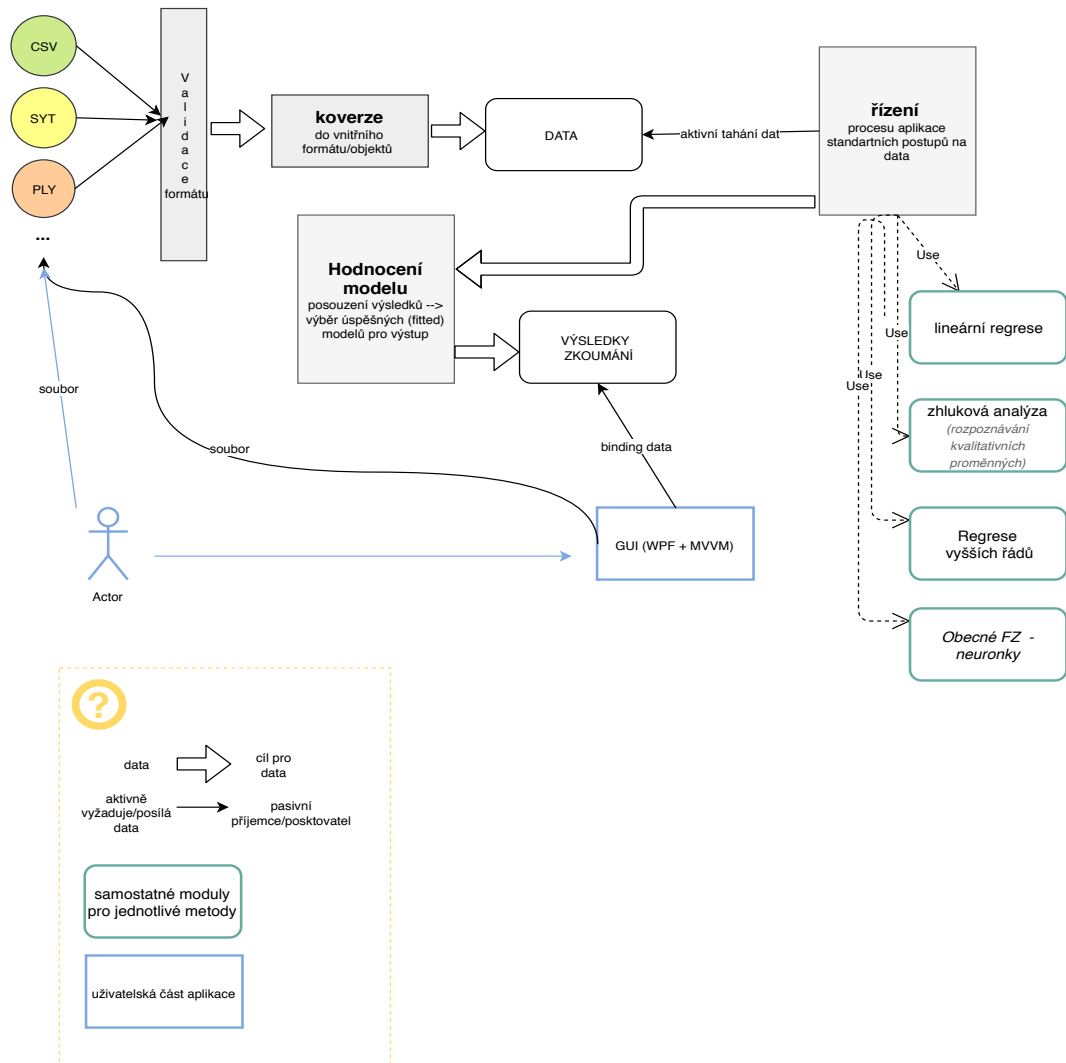 CSV
SYT
PLY
...
V
a
l
i
d
a
c
e
formátu
koverze
do vnitřního
formátu/objektů
DATA
aktivní tahání dat
řízení
procesu aplikace
standartních postupů na
data
Hodnocení
modelu
posouzení výsledků -->
výběr úspěšných (fitted)
modelů pro výstup
VÝSLEDKY
ZKOUMÁNÍ
Use
Use
Use
Use
lineární regrese
zhluková analýza
(rozpoznávání
kvalitativních
proměnných)
Regrese
vyšších řádů
Obecné FZ -
neuronky
soubor
soubor
binding data
GUI (WPF + MVVM)
Actor
?
data
cíl pro
data
aktivně
vyžaduje/posílá
data
pasivní
příjemce/posktovatel
samostatné moduly
pro jednotlivé metody
uživatelská část aplikace